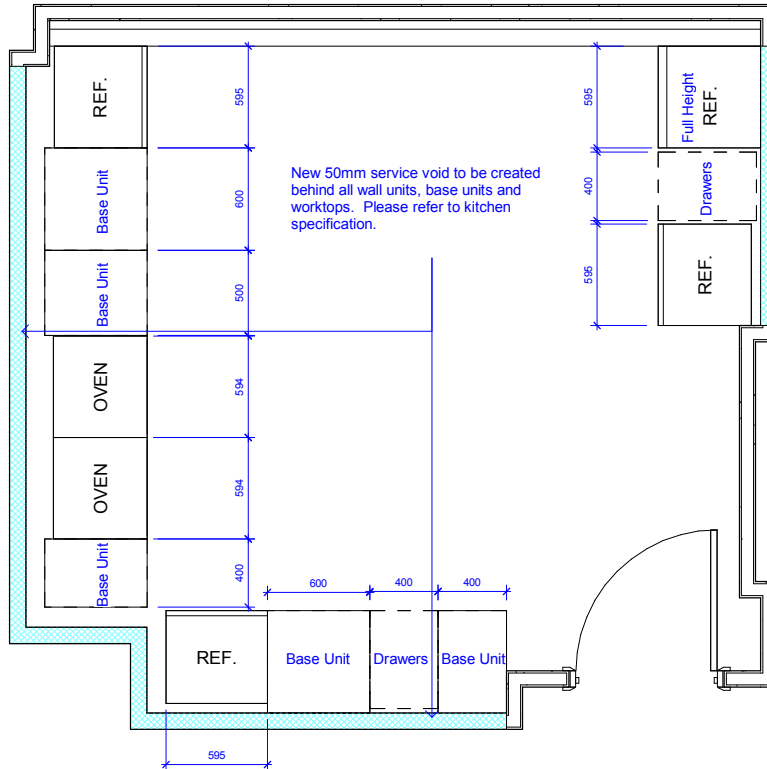 REF.
595
595
Full Height
REF.
New 50mm service void to be created
behind all wall units, base units and
worktops.  Please refer to kitchen
specification.
Base Unit
600
400
Drawers
Base Unit
500
595
REF.
OVEN
594
OVEN
594
Base Unit
400
600
400
400
REF.
Base Unit
Drawers
Base Unit
595